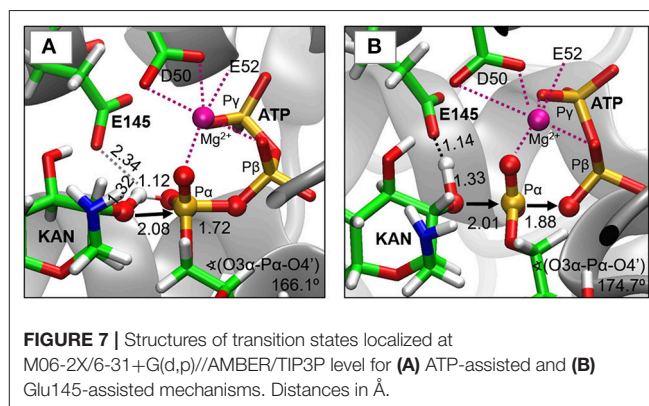 A
D50
E52
Pγ
ATP
E145
Mg²⁺
2.34
Pβ
1.32
1.12
Pα
KAN
2.08
1.72
∢(O3α-Pα-O4')
166.1º
B
D50
E52
Pγ
ATP
E145
1.14
Mg²⁺
Pβ
1.33
Pα
2.01
1.88
KAN
∢(O3α-Pα-O4')
174.7º
FIGURE 7 | Structures of transition states localized at
M06-2X/6-31+G(d,p)//AMBER/TIP3P level for (A) ATP-assisted and (B)
Glu145-assisted mechanisms. Distances in Å.